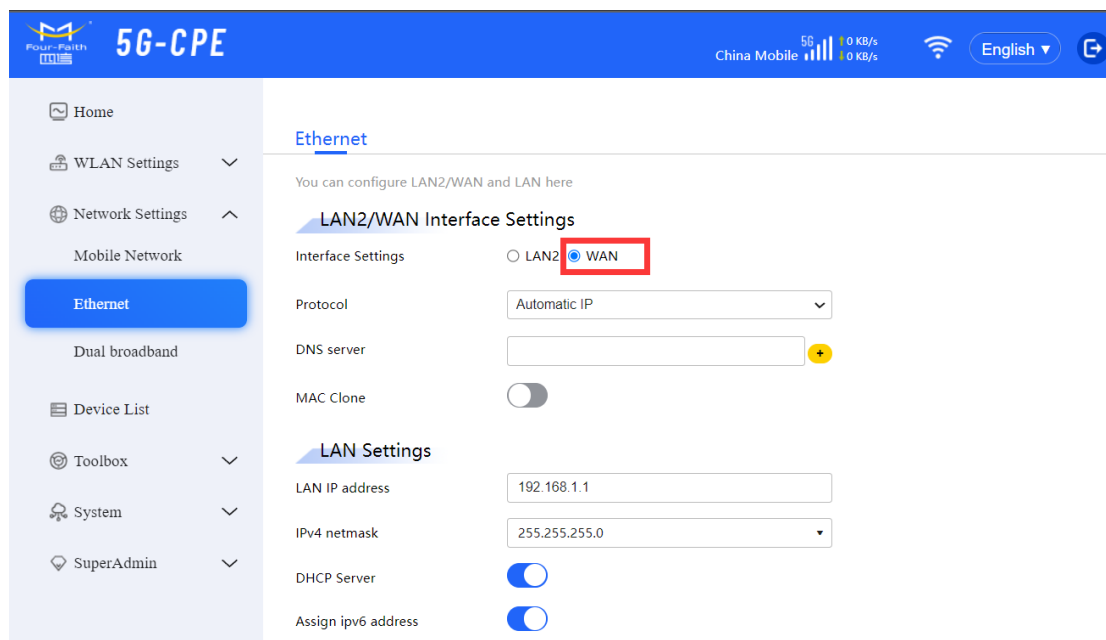 Four-Faith
四信
5G-CPE
5G
0 KB/s
China Mobile
0 KB/s
English ▼
Home
WLAN Settings
Network Settings
Mobile Network
Ethernet
Dual broadband
Device List
Toolbox
System
SuperAdmin
Ethernet
You can configure LAN2/WAN and LAN here
LAN2/WAN Interface Settings
Interface Settings LAN2 WAN
Protocol Automatic IP
DNS server +
MAC Clone
LAN Settings
LAN IP address 192.168.1.1
IPv4 netmask 255.255.255.0
DHCP Server
Assign ipv6 address